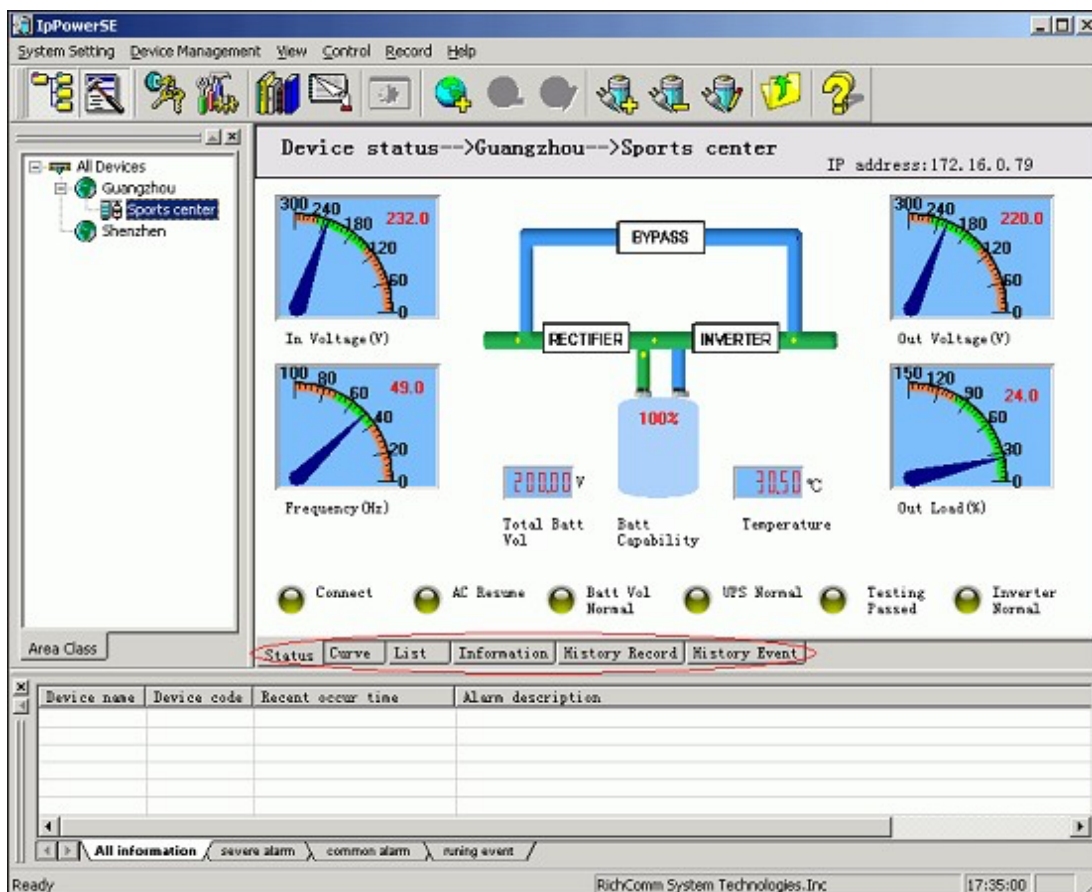 IpPowerSE
System Setting Device Management View Control Record Help
All Devices
Guangzhou
Sports center
Shenzhen
Area Class
Device status-->Guangzhou-->Sports center
IP address:172.16.0.79
300 240 180 120 60 0
232.0
In Voltage(V)
100 80 60 40 20 0
49.0
Frequency(Hz)
BYPASS
RECTIFIER
INVERTER
100%
200.00 V
Total Batt Vol
Batt Capability
30.50 ℃
Temperature
300 240 180 120 60 0
220.0
Out Voltage(V)
150 120 90 60 30 0
24.0
Out Load(%)
Connect
AC Resume
Batt Vol Normal
UPS Normal
Testing Passed
Inverter Normal
Status Curve List Information History Record History Event
Device name Device code Recent occur time Alarm description
All information severe alarm common alarm runing event
Ready RichComm System Technologies.Inc 17:35:00